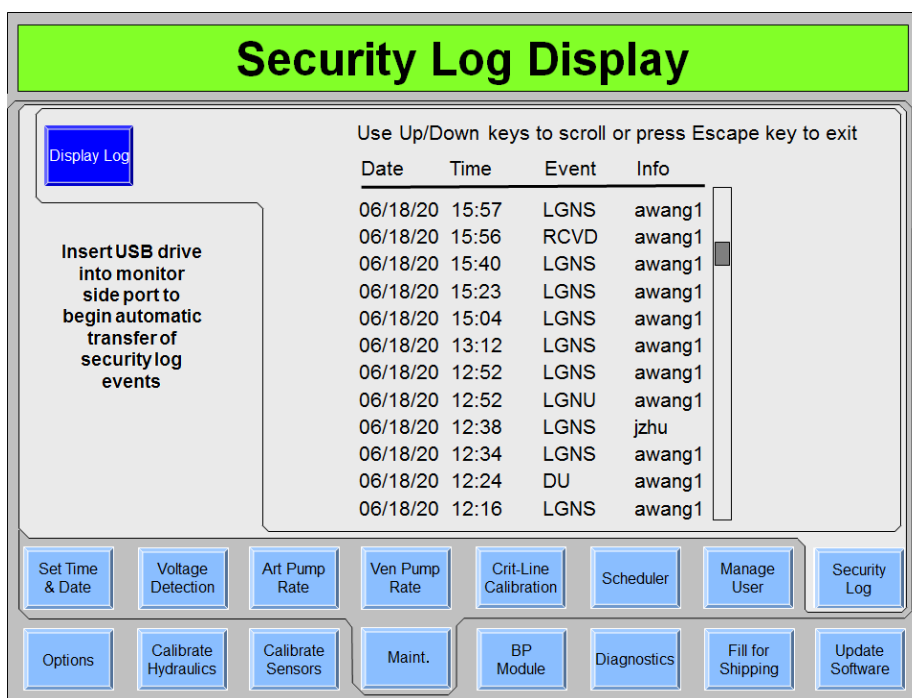 Security Log Display
Display Log
Use Up/Down keys to scroll or press Escape key to exit
Date Time Event Info
06/18/20 15:57 LGNS awang1
06/18/20 15:56 RCVD awang1
06/18/20 15:40 LGNS awang1
06/18/20 15:23 LGNS awang1
06/18/20 15:04 LGNS awang1
06/18/20 13:12 LGNS awang1
06/18/20 12:52 LGNS awang1
06/18/20 12:52 LGNU awang1
06/18/20 12:38 LGNS jzhu
06/18/20 12:34 LGNS awang1
06/18/20 12:24 DU awang1
06/18/20 12:16 LGNS awang1
Insert USB drive
into monitor
side port to
begin automatic
transfer of
security log
events
Set Time
& Date
Voltage
Detection
Art Pump
Rate
Ven Pump
Rate
Crit-Line
Calibration
Scheduler
Manage
User
Security
Log
Options
Calibrate
Hydraulics
Calibrate
Sensors
Maint.
BP
Module
Diagnostics
Fill for
Shipping
Update
Software